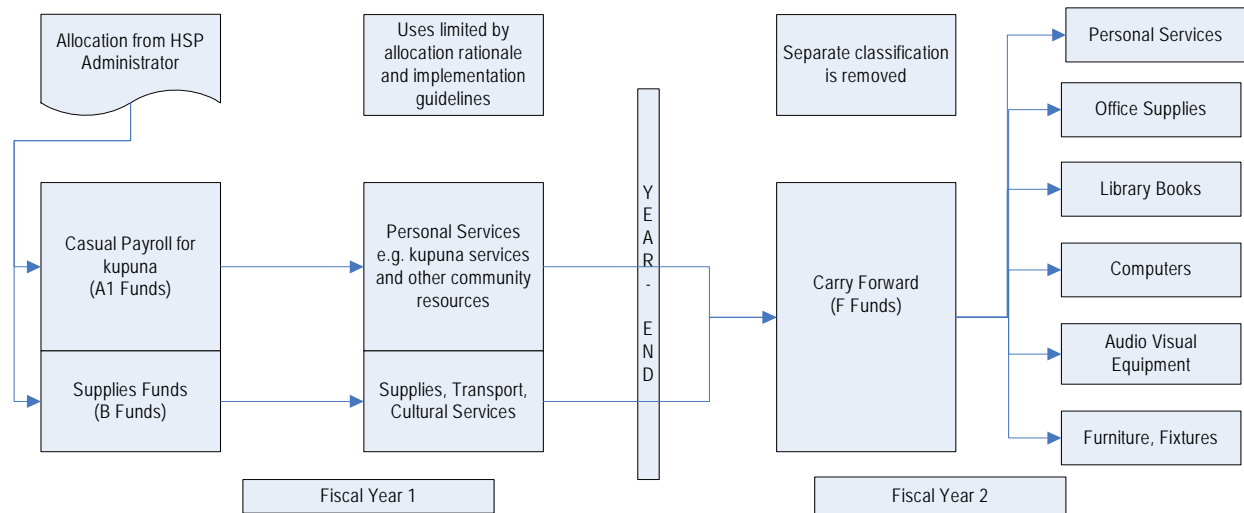 Allocation from HSP
Administrator
Uses limited by
allocation rationale
and implementation
guidelines
Separate classification
is removed
Personal Services
Office Supplies
Library Books
Computers
Audio Visual
Equipment
Furniture, Fixtures
Casual Payroll for
kupuna
(A1 Funds)
Personal Services
e.g. kupuna services
and other community
resources
Y
E
A
R
-
E
N
D
Carry Forward
(F Funds)
Supplies Funds
(B Funds)
Supplies, Transport,
Cultural Services
Fiscal Year 1
Fiscal Year 2